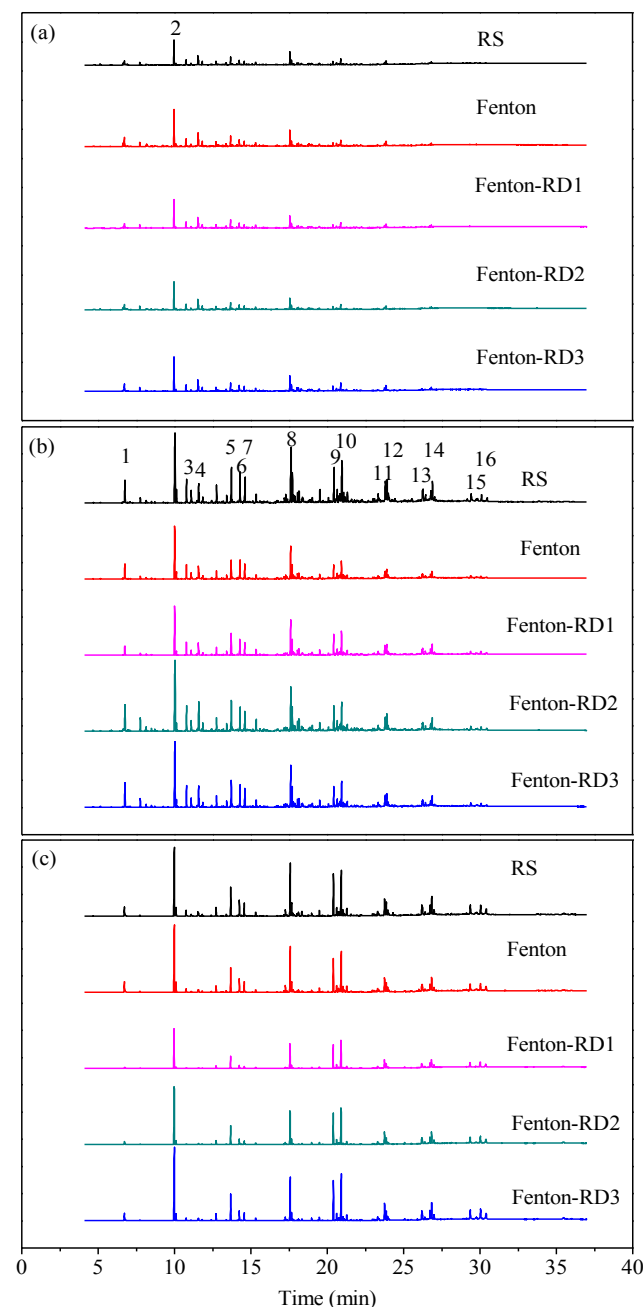 (a)
2
RS
Fenton
Fenton-RD1
Fenton-RD2
Fenton-RD3
(b)
1 3 4 5 6 7 8 9 10 11 12 13 14 15 16
RS
Fenton
Fenton-RD1
Fenton-RD2
Fenton-RD3
(c)
RS
Fenton
Fenton-RD1
Fenton-RD2
Fenton-RD3
0 5 10 15 20 25 30 35 40
Time (min)